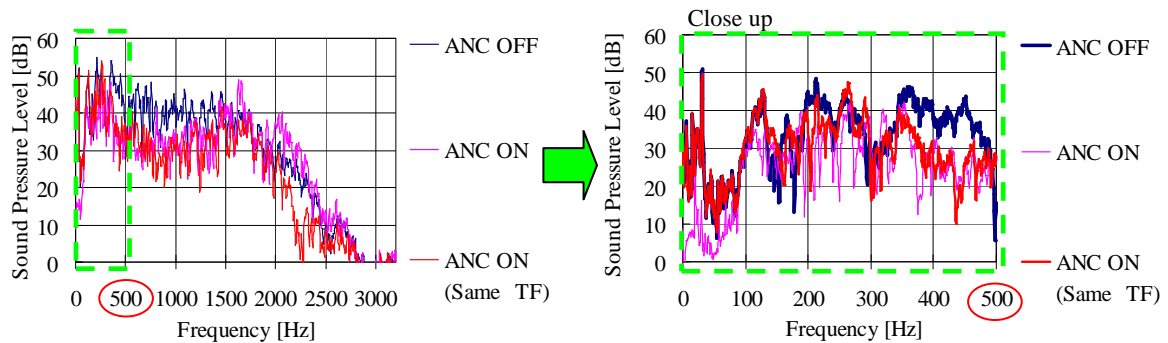 Close up
Sound Pressure Level [dB]
60
50
40
30
20
10
0
0 500 1000 1500 2000 2500 3000
Frequency [Hz]
ANC OFF
ANC ON
ANC ON
(Same TF)
Sound Pressure Level [dB]
60
50
40
30
20
10
0
0 100 200 300 400 500
Frequency [Hz]
ANC OFF
ANC ON
ANC ON
(Same TF)